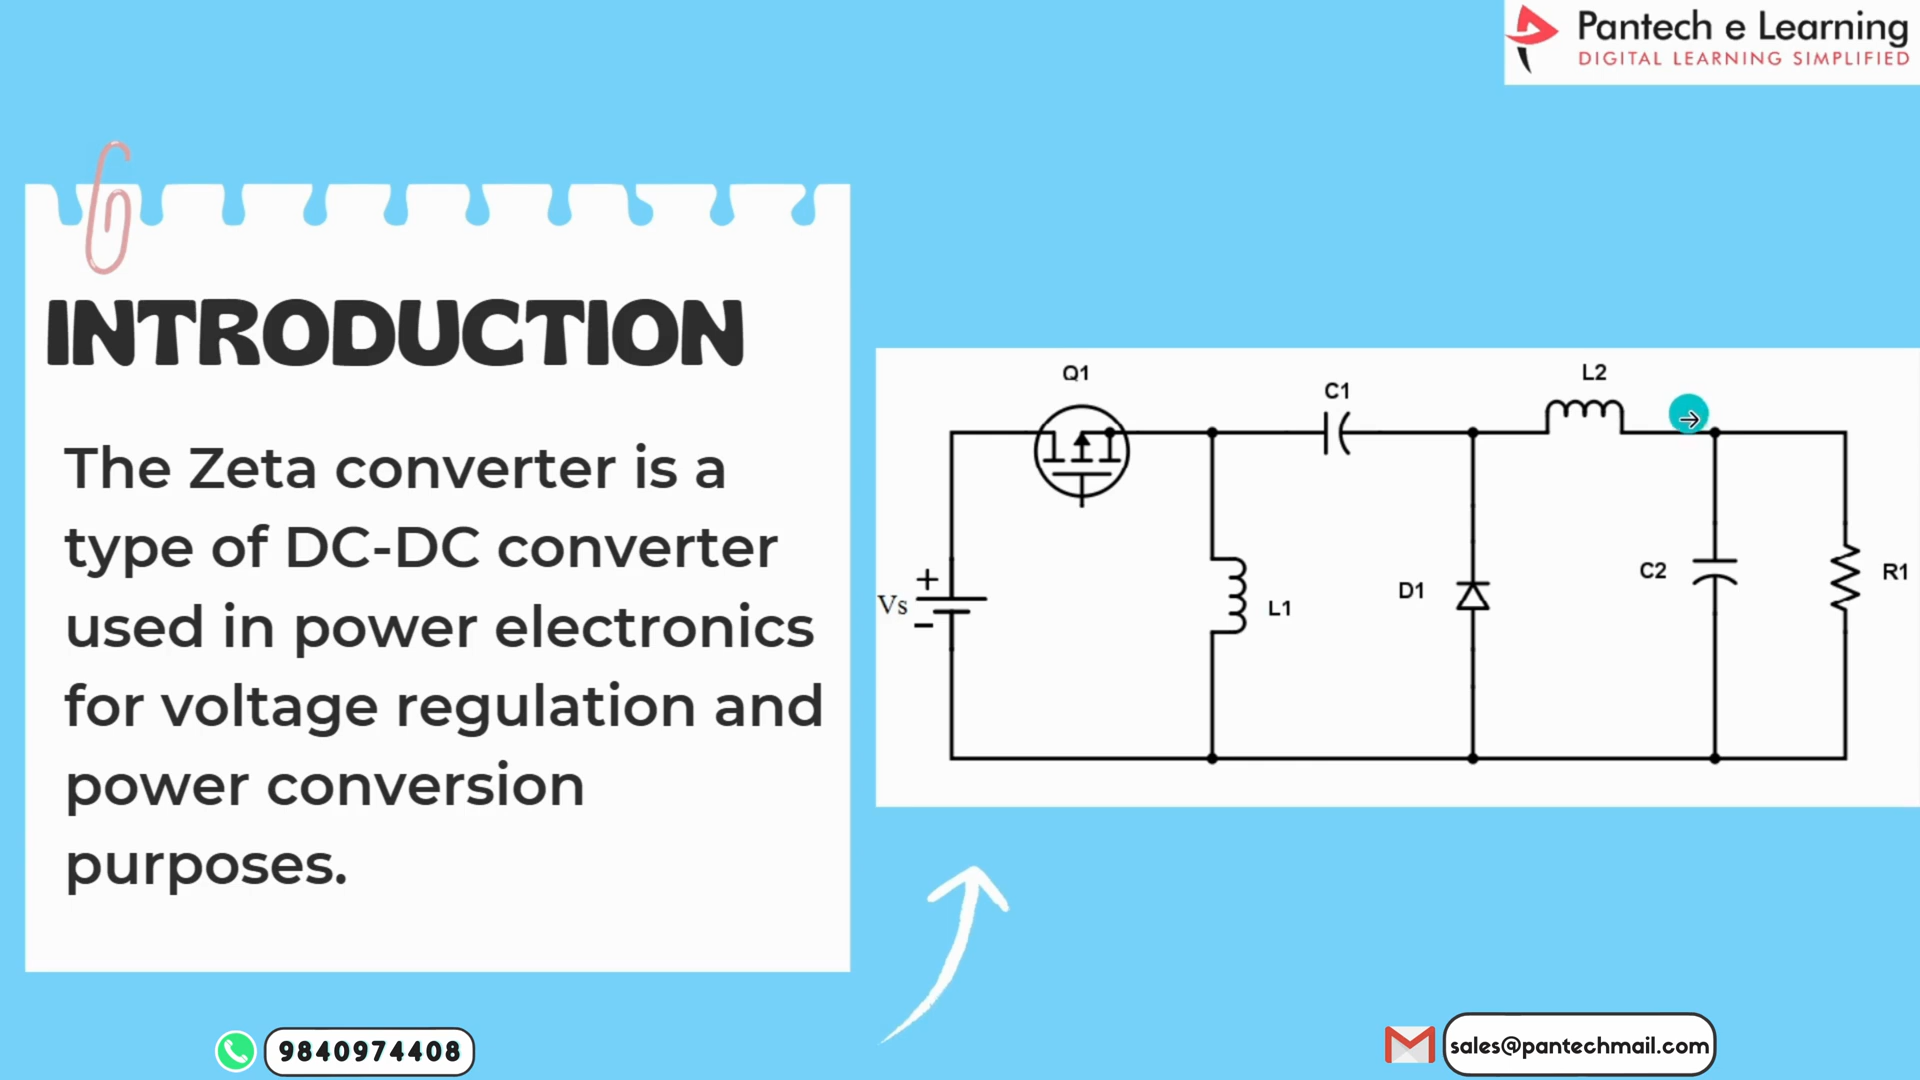 Pantech e Learning
DIGITAL LEARNING SIMPLIFIED
INTRODUCTION
The Zeta converter is a
type of DC-DC converter
used in power electronics
for voltage regulation and
power conversion
purposes.
Q1
C1
L2
+
Vs
−
L1
D1
C2
R1
9840974408
sales@pantechmail.com